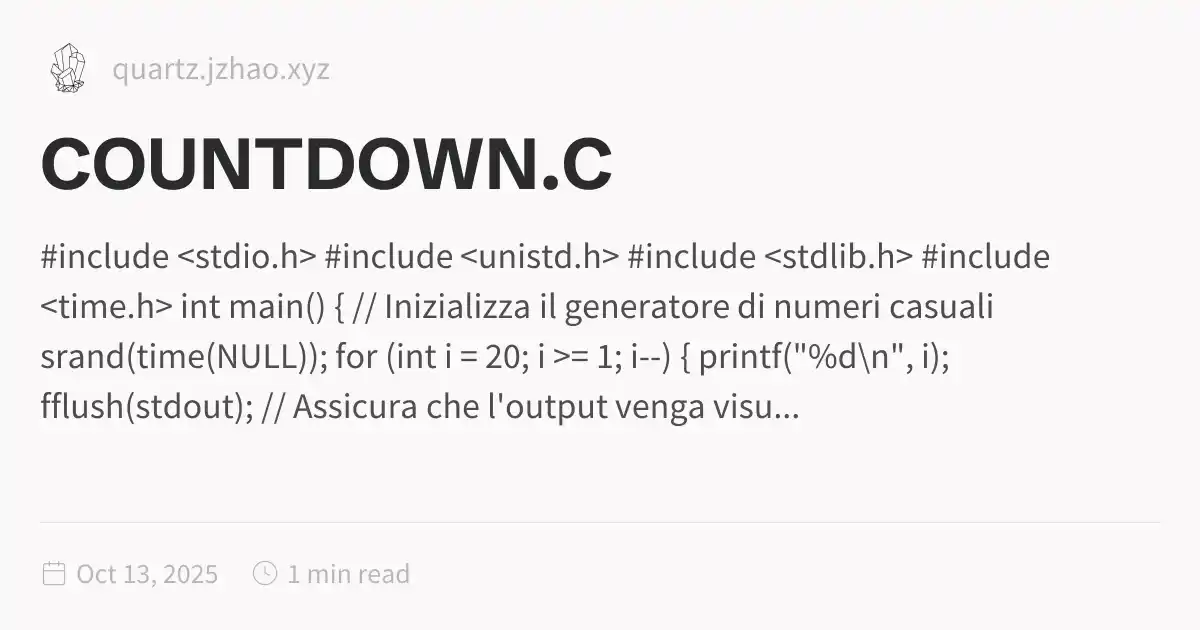 quartz.jzhao.xyz
COUNTDOWN.C
#include <stdio.h> #include <unistd.h> #include <stdlib.h> #include
<time.h> int main() { // Inizializza il generatore di numeri casuali
srand(time(NULL)); for (int i = 20; i >= 1; i--) { printf("%d\n", i);
fflush(stdout); // Assicura che l'output venga visu...
Oct 13, 2025 1 min read